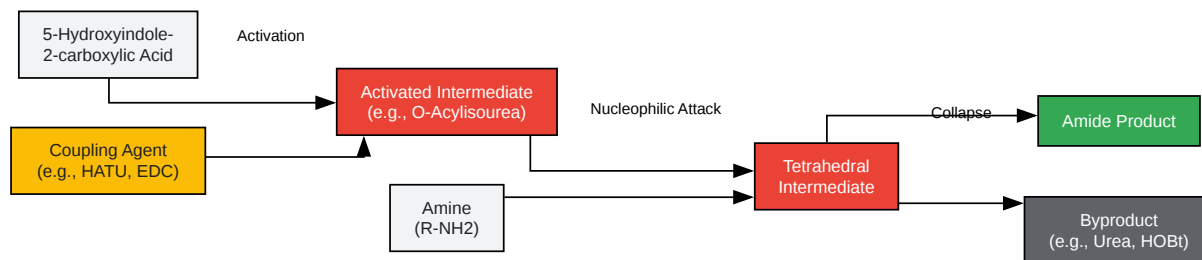 5-Hydroxyindole-
2-carboxylic Acid
Activation
Activated Intermediate
(e.g., O-Acylisourea)
Coupling Agent
(e.g., HATU, EDC)
Nucleophilic Attack
Amine
(R-NH2)
Tetrahedral
Intermediate
Collapse
Amide Product
Byproduct
(e.g., Urea, HOBt)